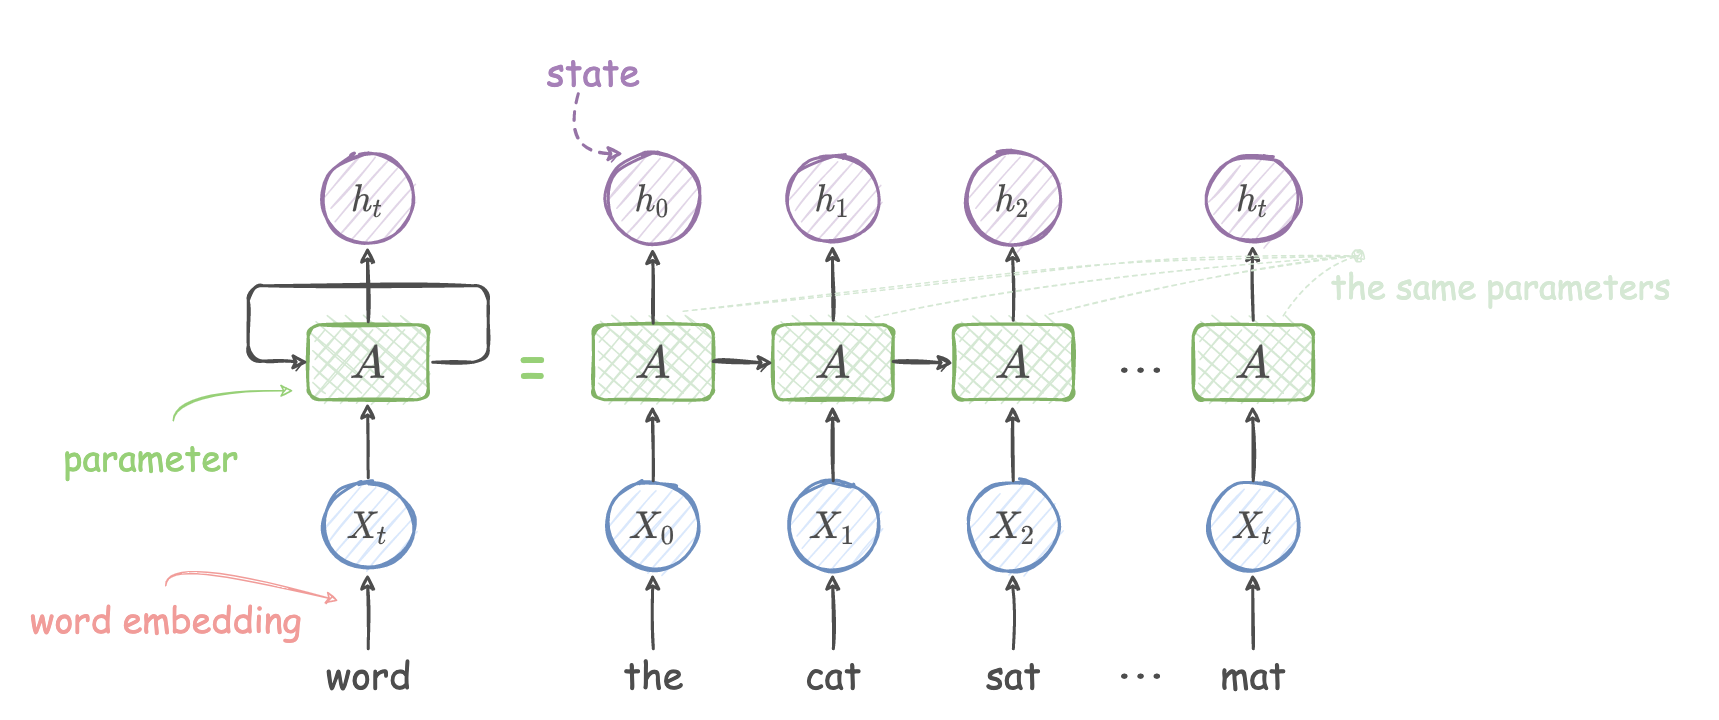 state
h_t h_0 h_1 h_2 h_t
the same parameters
A = A A A ... A
parameter
X_t X_0 X_1 X_2 X_t
word embedding
word the cat sat ... mat